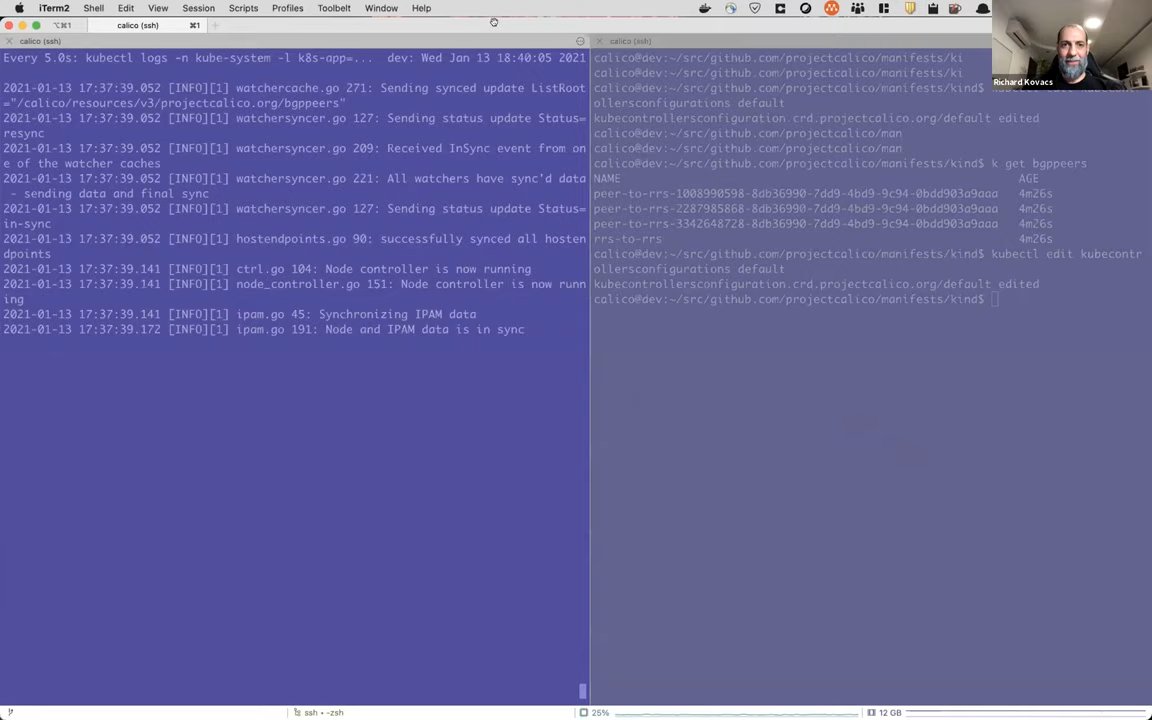 iTerm2 Shell Edit View Session Scripts Profiles Toolbelt Window Help
⌥⌘1 calico (ssh) ⌘1
calico (ssh)
Every 5.0s: kubectl logs -n kube-system -l k8s-app=... dev: Wed Jan 13 18:40:05 2021
2021-01-13 17:37:39.052 [INFO][1] watchercache.go 271: Sending synced update ListRoot
="/calico/resources/v3/projectcalico.org/bgppeers"
2021-01-13 17:37:39.052 [INFO][1] watchersyncer.go 127: Sending status update Status=
resync
2021-01-13 17:37:39.052 [INFO][1] watchersyncer.go 209: Received InSync event from on
e of the watcher caches
2021-01-13 17:37:39.052 [INFO][1] watchersyncer.go 221: All watchers have sync'd data
- sending data and final sync
2021-01-13 17:37:39.052 [INFO][1] watchersyncer.go 127: Sending status update Status=
in-sync
2021-01-13 17:37:39.052 [INFO][1] hostendpoints.go 90: successfully synced all hosten
dpoints
2021-01-13 17:37:39.141 [INFO][1] ctrl.go 104: Node controller is now running
2021-01-13 17:37:39.141 [INFO][1] node_controller.go 151: Node controller is now runn
ing
2021-01-13 17:37:39.141 [INFO][1] ipam.go 45: Synchronizing IPAM data
2021-01-13 17:37:39.172 [INFO][1] ipam.go 191: Node and IPAM data is in sync
calico (ssh)
calico@dev:~/src/github.com/projectcalico/manifests/ki
calico@dev:~/src/github.com/projectcalico/manifests/ki
calico@dev:~/src/github.com/projectcalico/manifests/kind$
ollersconfigurations default
kubecontrollersconfiguration.crd.projectcalico.org/default edited
calico@dev:~/src/github.com/projectcalico/man
calico@dev:~/src/github.com/projectcalico/man
calico@dev:~/src/github.com/projectcalico/manifests/kind$ k get bgppeers
NAME AGE
peer-to-rrs-1008990598-8db36990-7dd9-4bd9-9c94-0bdd903a9aaa 4m26s
peer-to-rrs-2287985868-8db36990-7dd9-4bd9-9c94-0bdd903a9aaa 4m26s
peer-to-rrs-3342648728-8db36990-7dd9-4bd9-9c94-0bdd903a9aaa 4m26s
rrs-to-rrs 4m26s
calico@dev:~/src/github.com/projectcalico/manifests/kind$ kubectl edit kubecontr
ollersconfigurations default
kubecontrollersconfiguration.crd.projectcalico.org/default edited
calico@dev:~/src/github.com/projectcalico/manifests/kind$
Richard Kovacs
ssh • -zsh
25%
12 GB